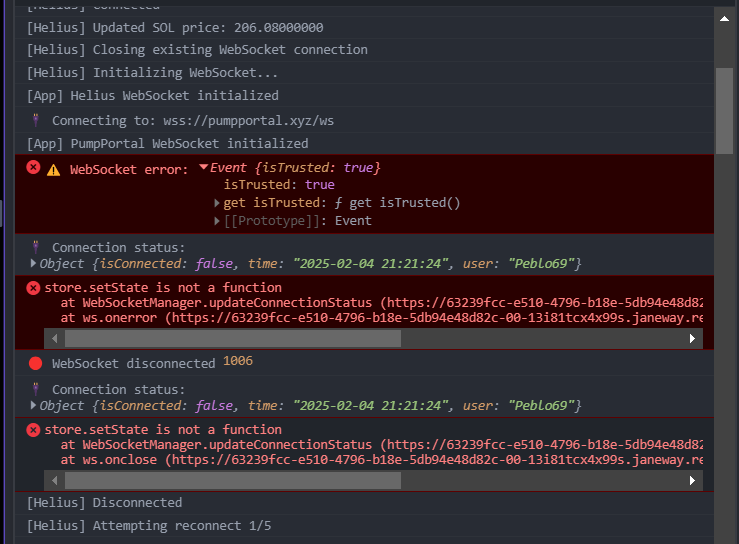 [Helius] Connected
[Helius] Updated SOL price: 206.08000000
[Helius] Closing existing WebSocket connection
[Helius] Initializing WebSocket...
[App] Helius WebSocket initialized
Connecting to: wss://pumpportal.xyz/ws
[App] PumpPortal WebSocket initialized
WebSocket error: Event {isTrusted: true}
isTrusted: true
get isTrusted: ƒ get isTrusted()
[[Prototype]]: Event
Connection status:
Object {isConnected: false, time: "2025-02-04 21:21:24", user: "Peblo69"}
store.setState is not a function
at WebSocketManager.updateConnectionStatus (https://63239fcc-e510-4796-b18e-5db94e48d82
at ws.onerror (https://63239fcc-e510-4796-b18e-5db94e48d82c-00-13i81tcx4x99s.janeway.re
WebSocket disconnected 1006
Connection status:
Object {isConnected: false, time: "2025-02-04 21:21:24", user: "Peblo69"}
store.setState is not a function
at WebSocketManager.updateConnectionStatus (https://63239fcc-e510-4796-b18e-5db94e48d82
at ws.onclose (https://63239fcc-e510-4796-b18e-5db94e48d82c-00-13i81tcx4x99s.janeway.re
[Helius] Disconnected
[Helius] Attempting reconnect 1/5